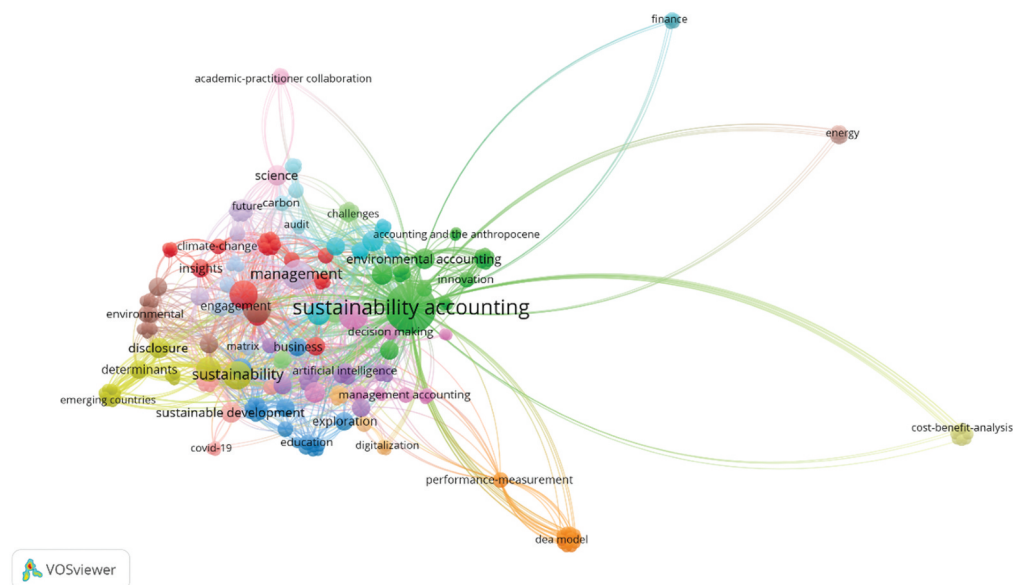 finance
academic-practitioner collaboration
energy
science
future
carbon
challenges
audit
accounting and the anthropocene
climate-change
environmental accounting
insights
management
innovation
engagement
sustainability accounting
environmental
decision making
disclosure
matrix
business
determinants
sustainability
artificial intelligence
emerging countries
management accounting
sustainable development
exploration
cost-benefit-analysis
covid-19
education
digitalization
performance-measurement
dea model
VOSviewer